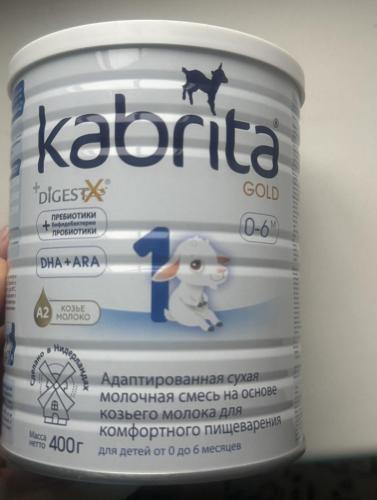 kabrita®
GOLD
+DIGESTX®
+ ПРЕБИОТИКИ
бифидобактерии
ПРОБИОТИКИ
0-6 М
DHA+ARA
1
A2 КОЗЬЕ
МОЛОКО
Сделано в Нидерландах
Адаптированная сухая
молочная смесь на основе
козьего молока для
комфортного пищеварения
Масса
нетто 400г
для детей от 0 до 6 месяцев